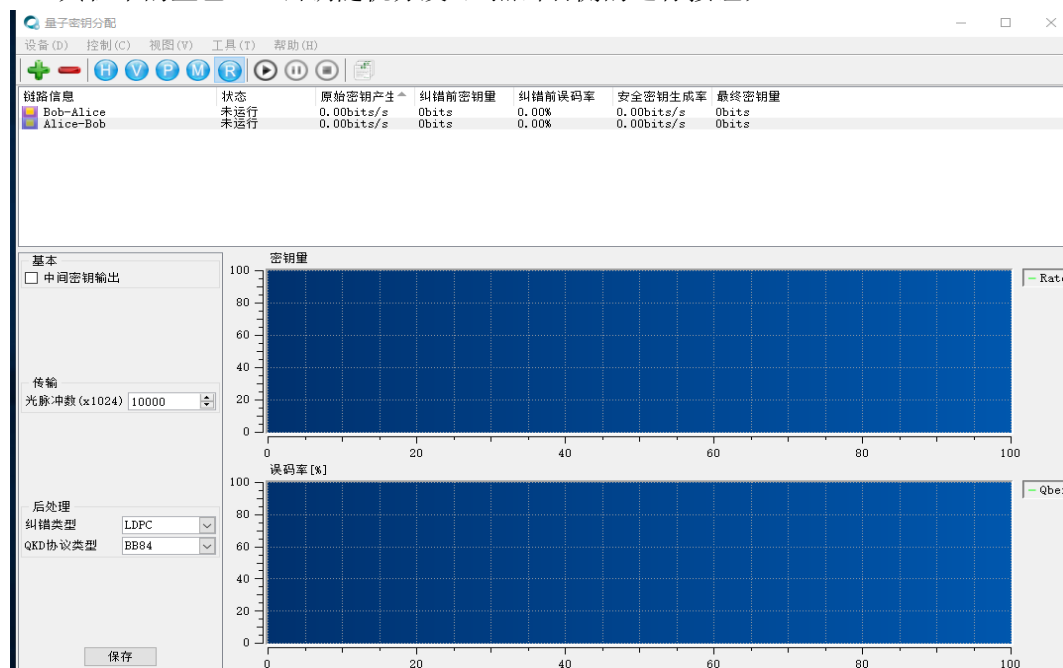 量子密钥分配
设备(D) 控制(C) 视图(V) 工具(T) 帮助(H)
H V P M R
链路信息 状态 原始密钥产生 纠错前密钥量 纠错前误码率 安全密钥生成率 最终密钥量
Bob-Alice 未运行 0.00bits/s 0bits 0.00% 0.00bits/s 0bits
Alice-Bob 未运行 0.00bits/s 0bits 0.00% 0.00bits/s 0bits
基本
中间密钥输出
传输
光脉冲数(x1024) 10000
后处理
纠错类型 LDPC
QKD协议类型 BB84
保存
密钥量
100
80
60
40
20
0
0 20 40 60 80 100
Rate
误码率[%]
100
80
60
40
20
0
0 20 40 60 80 100
Qbe